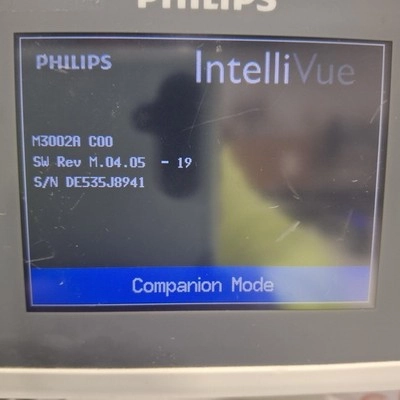 PHILIPS
PHILIPS IntelliVue
M3002A C00
SW Rev M.04.05 - 19
S/N DE535J8941
Companion Mode